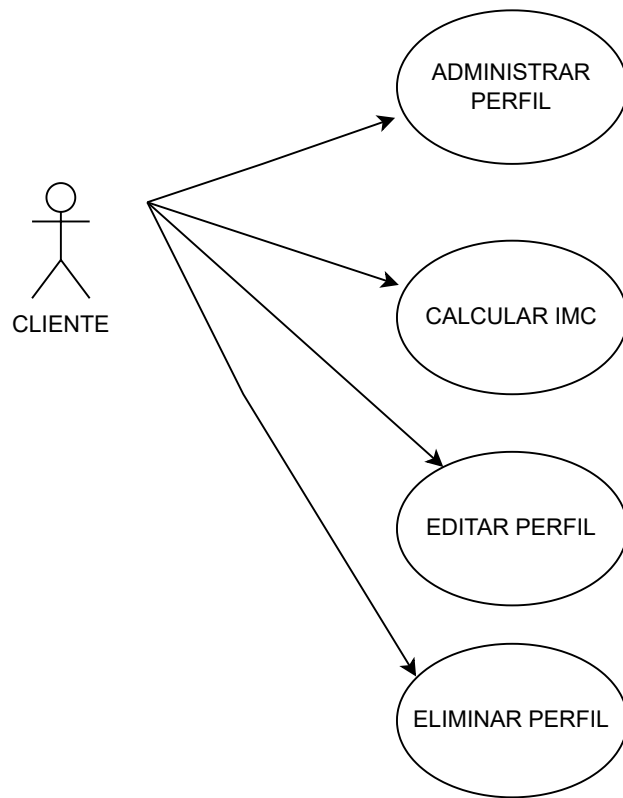 ADMINISTRAR
PERFIL
CLIENTE
CALCULAR IMC
EDITAR PERFIL
ELIMINAR PERFIL